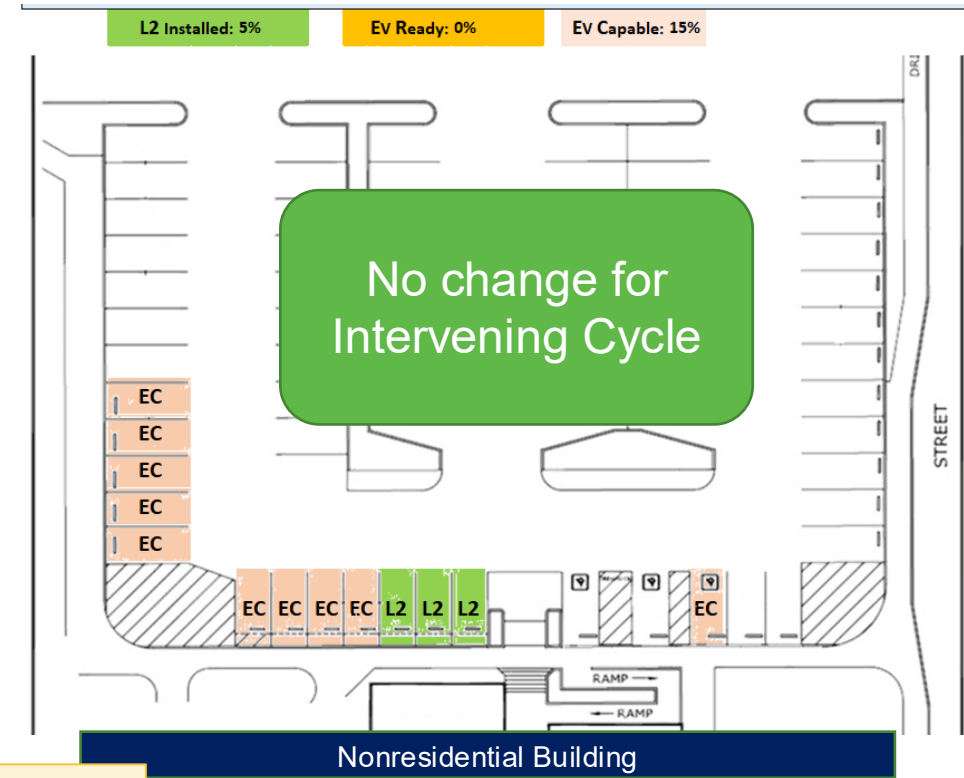 L2 Installed: 5%
EV Ready: 0%
EV Capable: 15%
No change for
Intervening Cycle
EC
EC
EC
EC
EC
EC EC EC EC L2 L2 L2
EC
STREET
RAMP
RAMP
Nonresidential Building